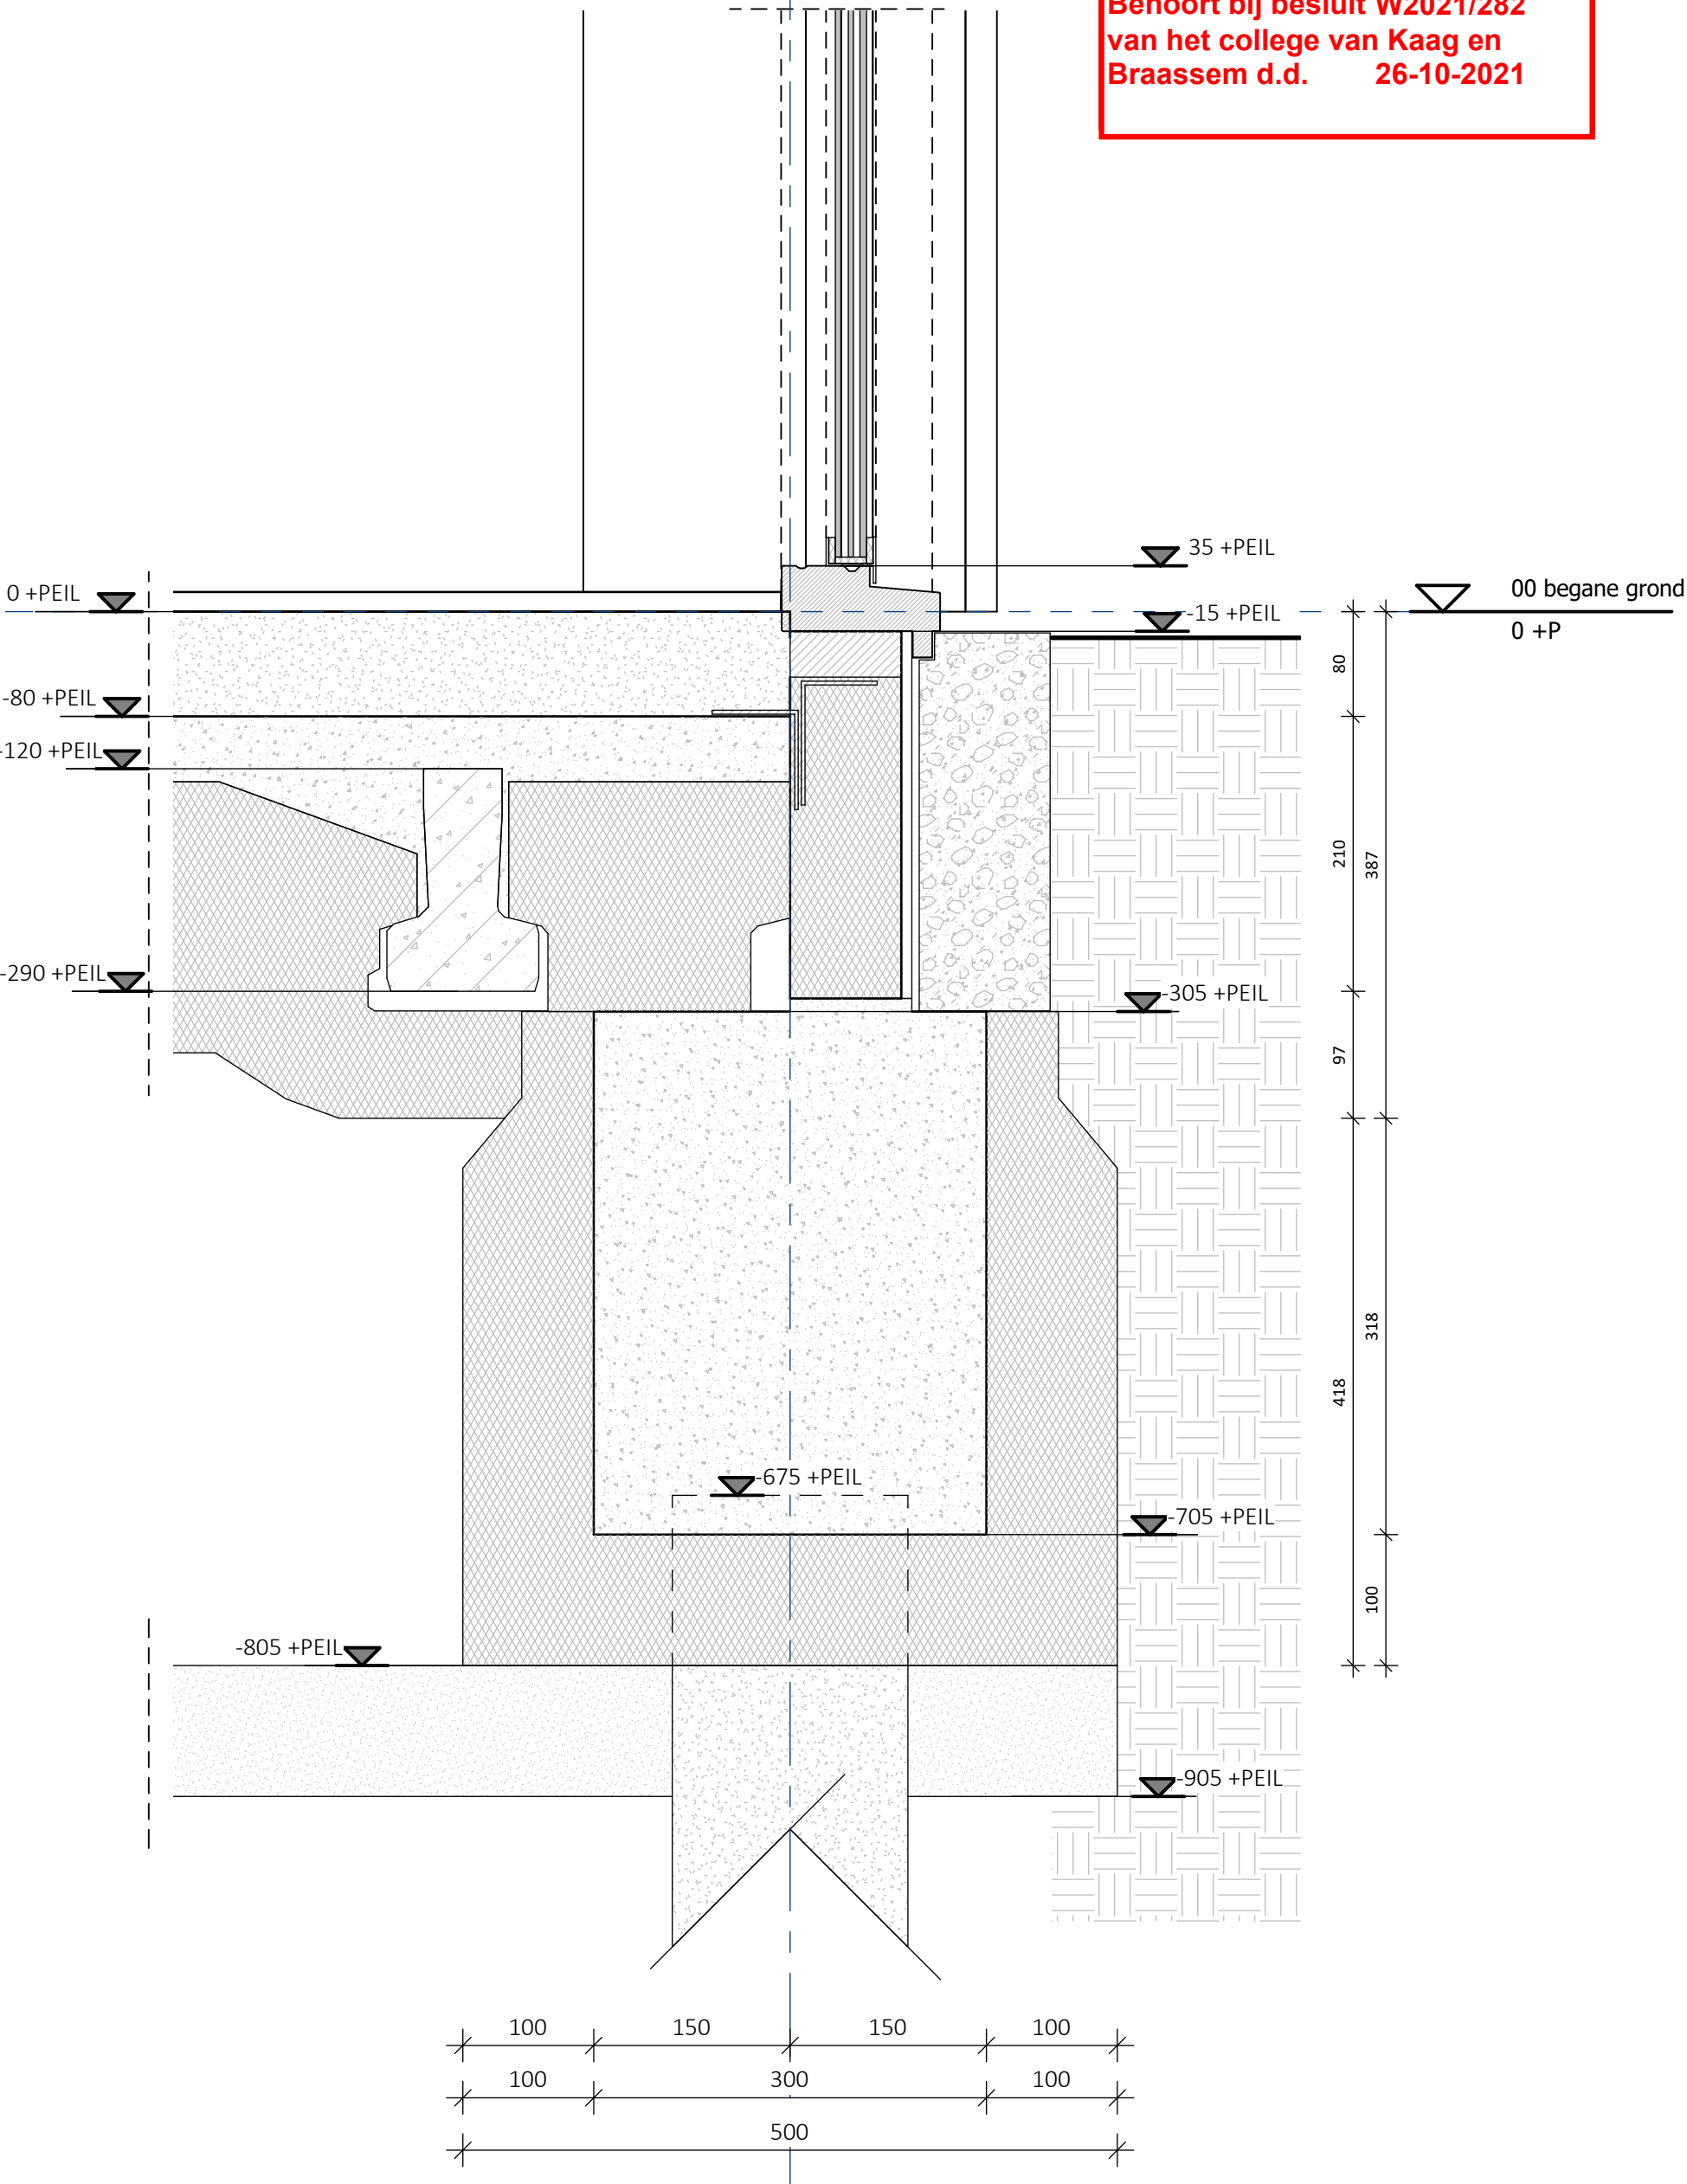 Behoort bij besluit W2021/282
van het college van Kaag en
Braassem d.d. 26-10-2021
35 +PEIL
0 +PEIL
00 begane grond
-15 +PEIL
0 +P
80
-80 +PEIL
-120 +PEIL
210
387
-290 +PEIL
-305 +PEIL
97
318
418
-675 +PEIL
-705 +PEIL
100
-805 +PEIL
-905 +PEIL
100 150 150 100
100 300 100
500